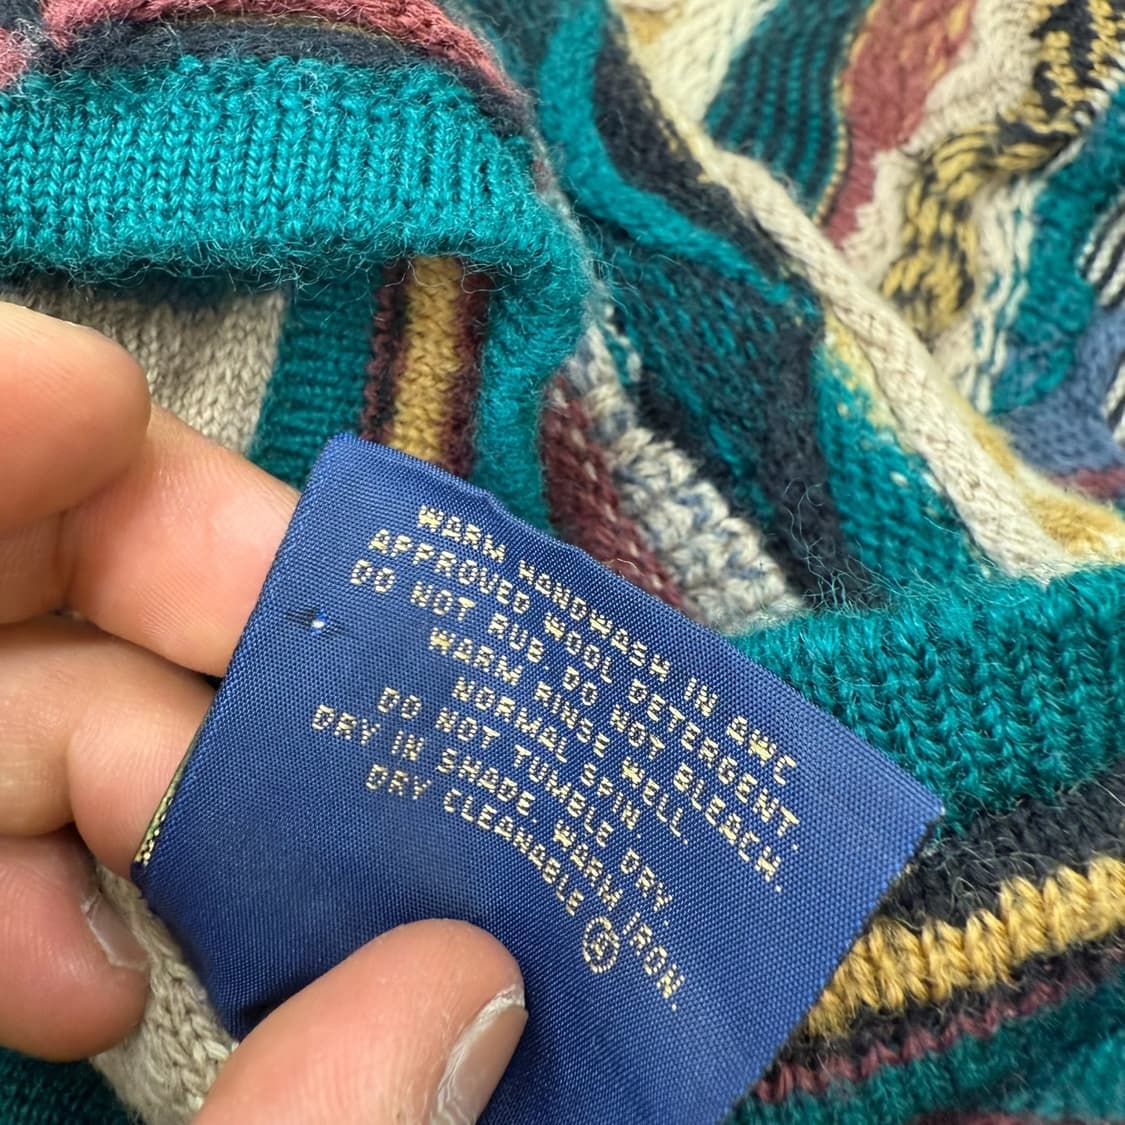 WARM HANDWASH IN AWC
APPROVED WOOL DETERGENT.
DO NOT RUB. DO NOT BLEACH.
WARM RINSE WELL.
NORMAL SPIN.
DO NOT TUMBLE DRY.
DRY IN SHADE. WARM IRON.
DRY CLEANABLE Ⓟ